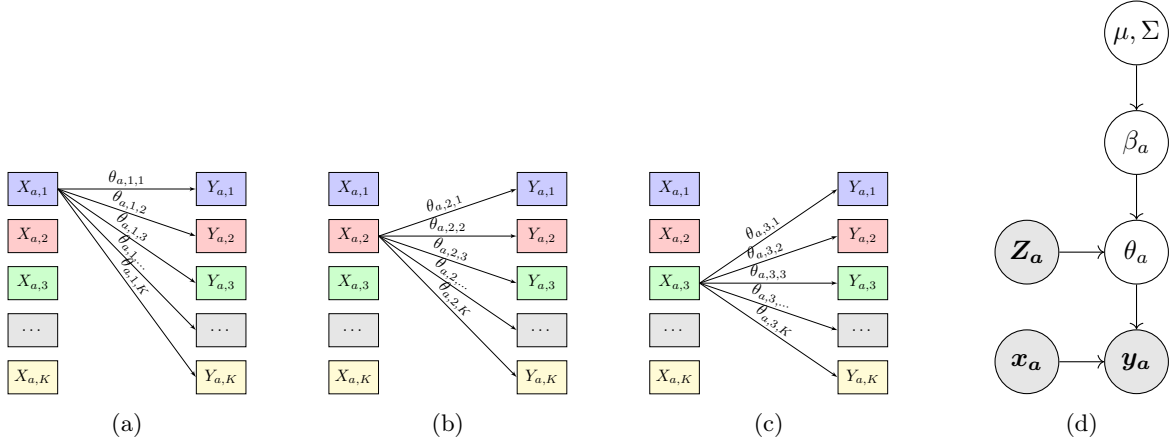 X_{a,1}
X_{a,2}
X_{a,3}
...
X_{a,K}
θ_{a,1,1}
θ_{a,1,2}
θ_{a,1,3}
θ_{a,1,...}
θ_{a,1,K}
Y_{a,1}
Y_{a,2}
Y_{a,3}
...
Y_{a,K}
(a)
X_{a,1}
X_{a,2}
X_{a,3}
...
X_{a,K}
θ_{a,2,1}
θ_{a,2,2}
θ_{a,2,3}
θ_{a,2,...}
θ_{a,2,K}
Y_{a,1}
Y_{a,2}
Y_{a,3}
...
Y_{a,K}
(b)
X_{a,1}
X_{a,2}
X_{a,3}
...
X_{a,K}
θ_{a,3,1}
θ_{a,3,2}
θ_{a,3,3}
θ_{a,3,...}
θ_{a,3,K}
Y_{a,1}
Y_{a,2}
Y_{a,3}
...
Y_{a,K}
(c)
μ, Σ
β_a
Z_a
θ_a
x_a
y_a
(d)